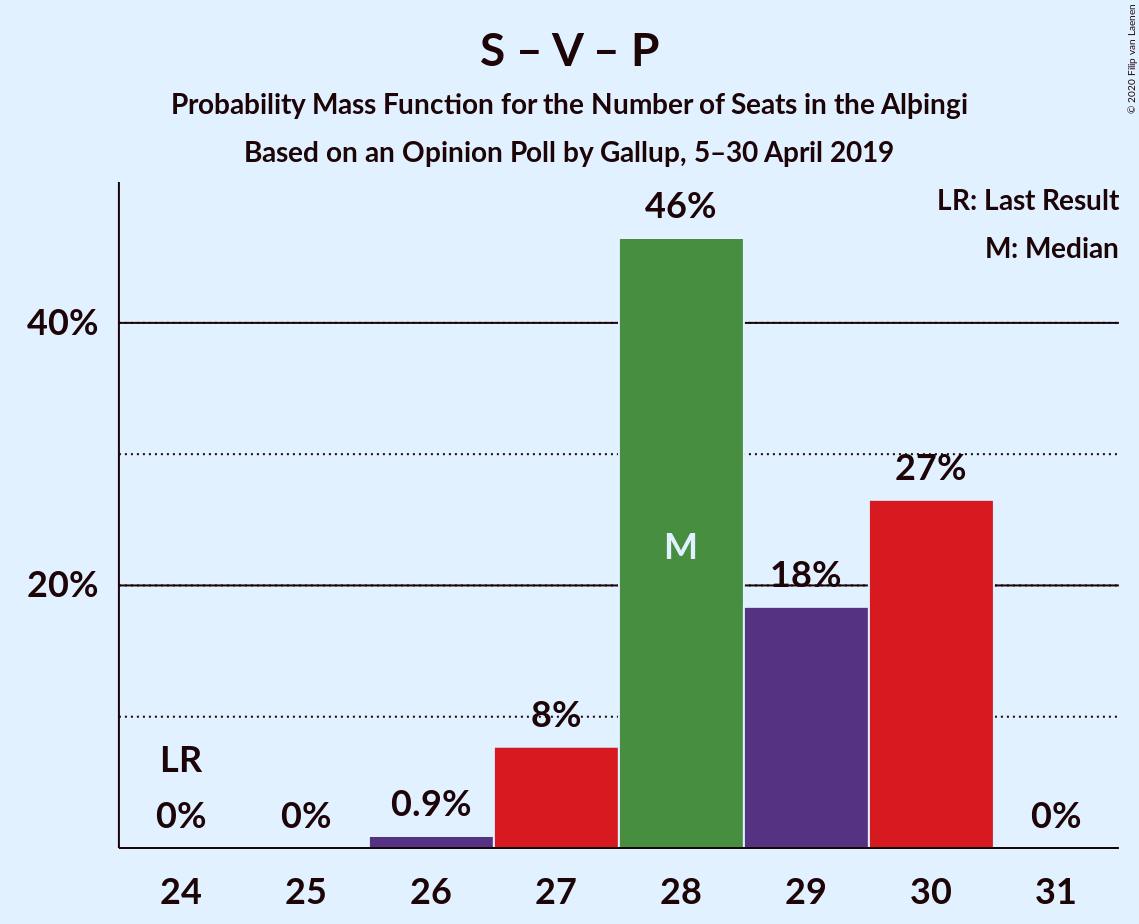 S – V – P
Probability Mass Function for the Number of Seats in the Alþingi
Based on an Opinion Poll by Gallup, 5–30 April 2019
© 2020 Filip van Laenen
LR: Last Result
M: Median
46%
40%
27%
M
20%
18%
8%
LR
0%
0%
0.9%
0%
24
25
26
27
28
29
30
31